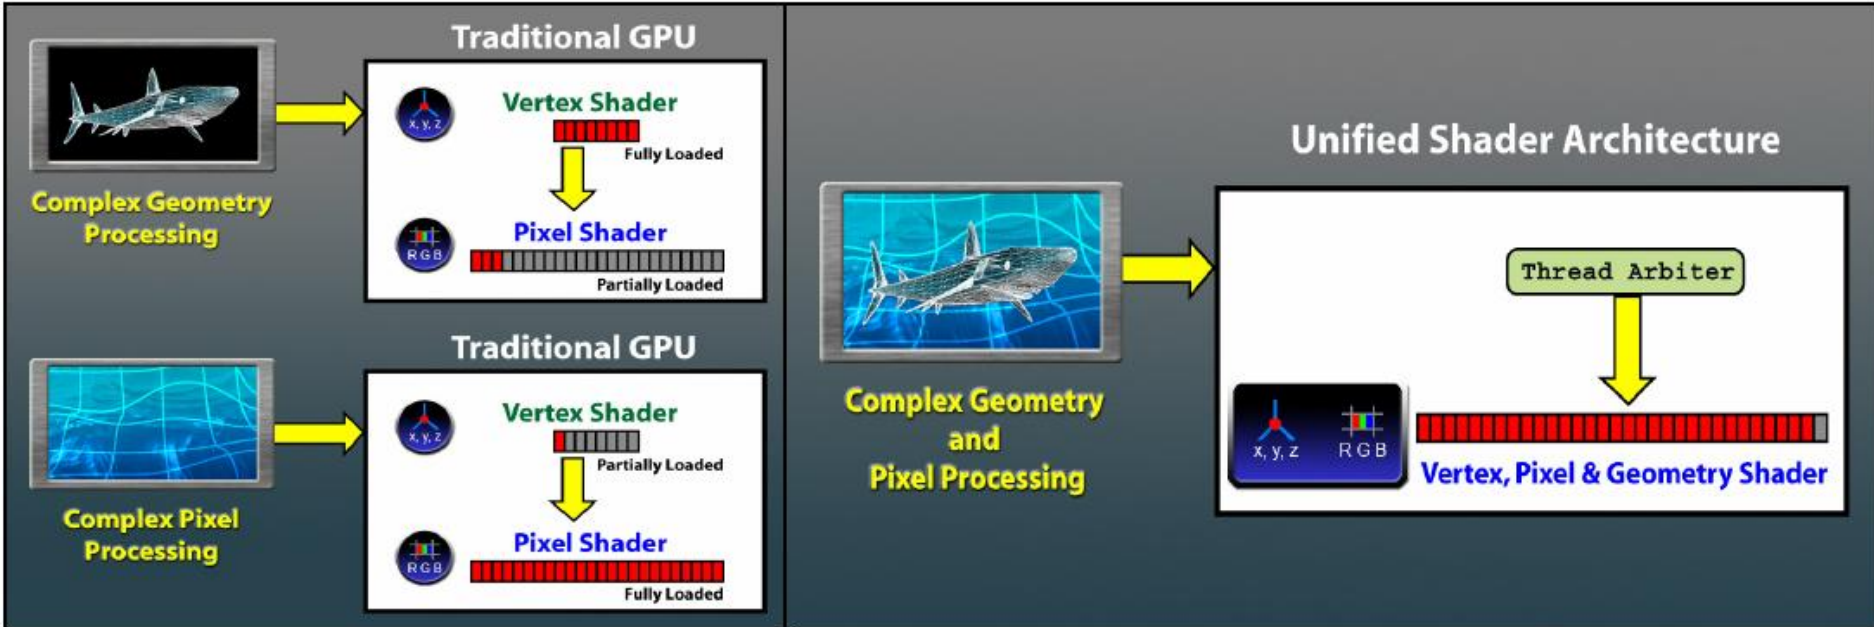 Traditional GPU
x, y, z
Vertex Shader
Fully Loaded
Complex Geometry
Processing
RGB
Pixel Shader
Partially Loaded
Traditional GPU
x, y, z
Vertex Shader
Partially Loaded
Complex Pixel
Processing
RGB
Pixel Shader
Fully Loaded
Unified Shader Architecture
Thread Arbiter
Complex Geometry
and
Pixel Processing
x, y, z
RGB
Vertex, Pixel & Geometry Shader